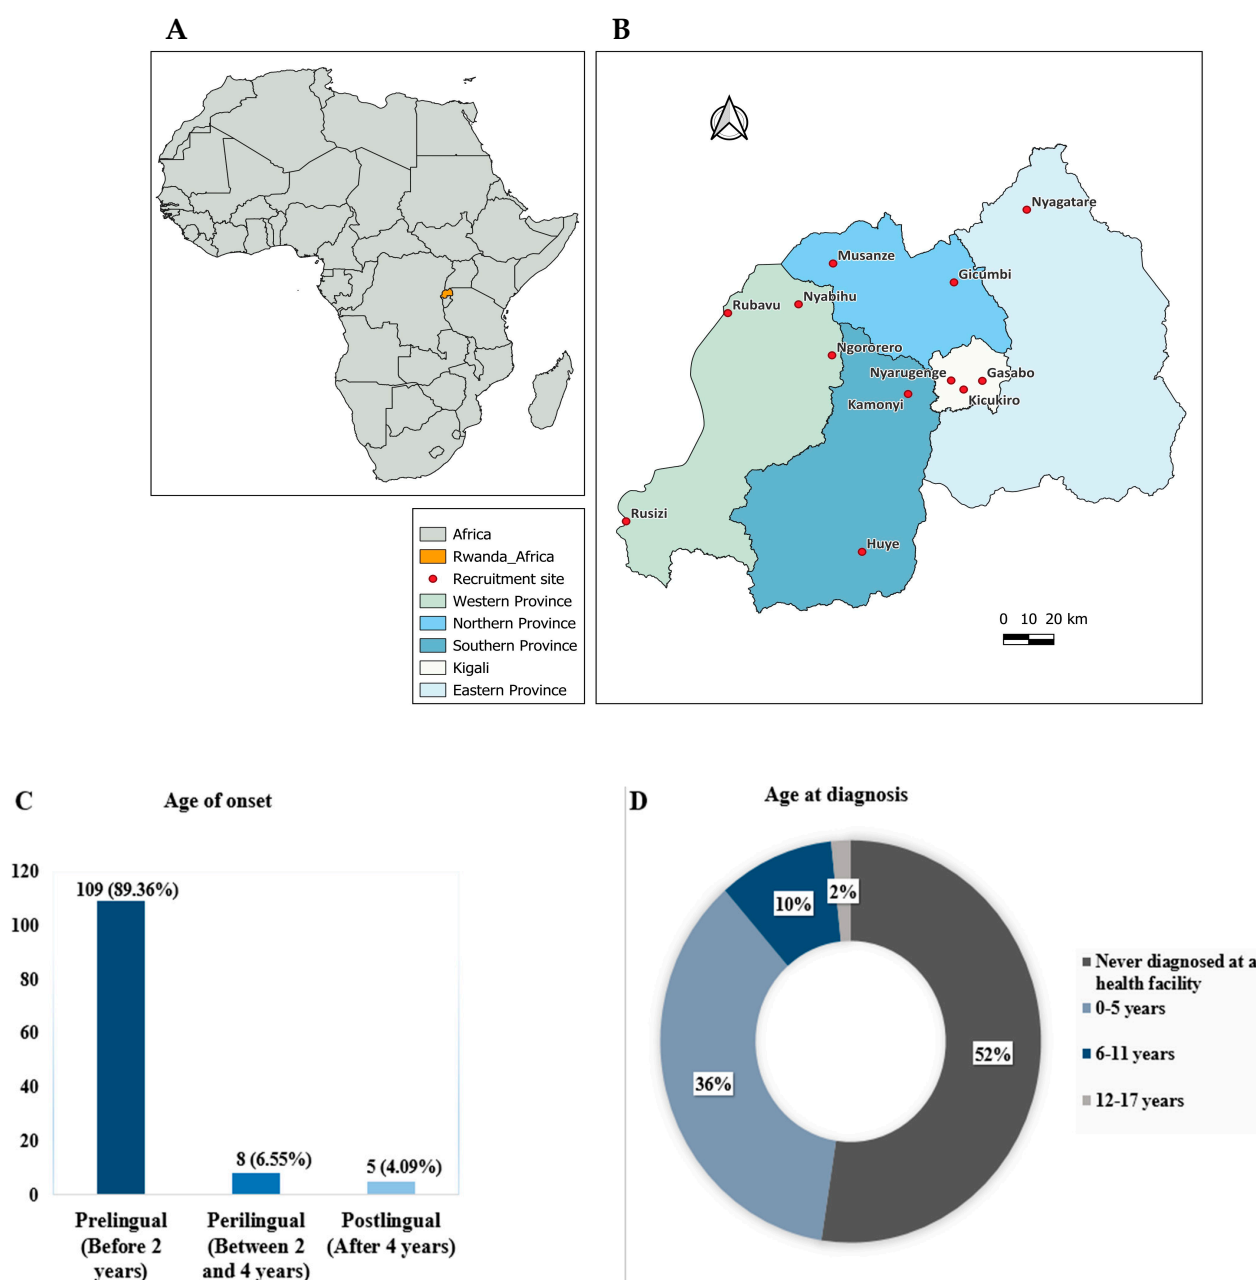 A
B
Nyagatare
Musanze
Gicumbi
Nyabihu
Rubavu
Ngororero
Nyarugenge
Gasabo
Kamonyi
Kicukiro
Rusizi
Huye
0 10 20 km
Africa
Rwanda_Africa
Recruitment site
Western Province
Northern Province
Southern Province
Kigali
Eastern Province
C
Age of onset
120
100
80
60
40
20
0
109 (89.36%)
8 (6.55%)
5 (4.09%)
Prelingual
(Before 2
years)
Perilingual
(Between 2
and 4 years)
Postlingual
(After 4 years)
D
Age at diagnosis
2%
10%
52%
36%
Never diagnosed at a
health facility
0-5 years
6-11 years
12-17 years